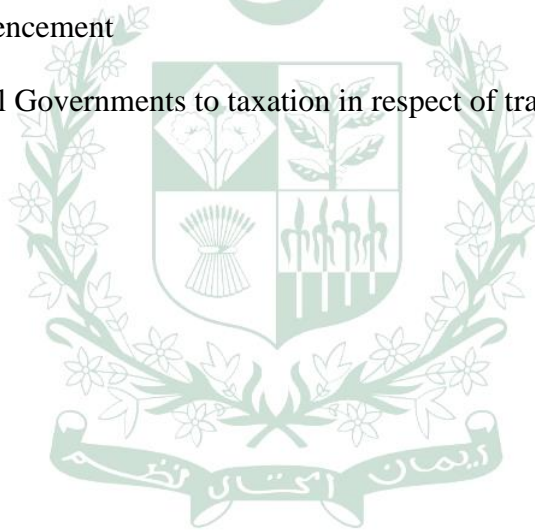 encement
l Governments to taxation in respect of tra
ایمان اتحاد نظم